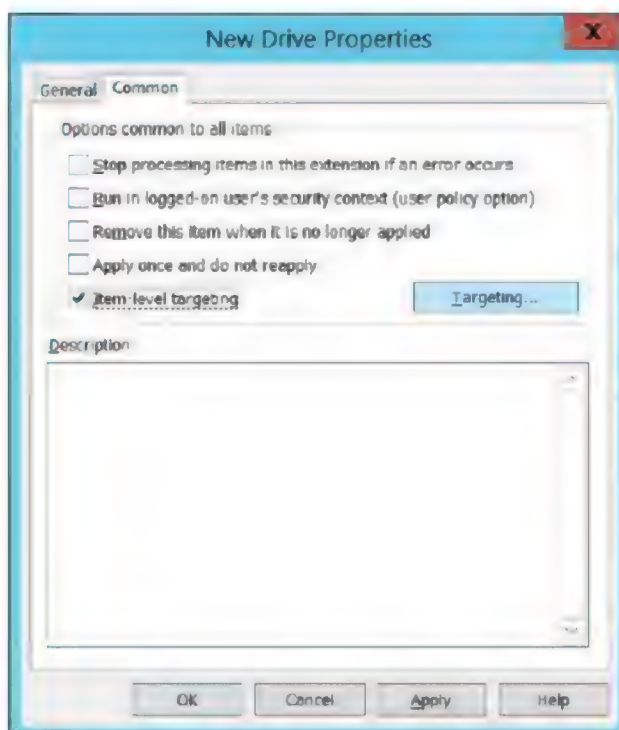 New Drive Properties
X
General Common
Options common to all items
Stop processing items in this extension if an error occurs
Run in logged-on user's security context (user policy option)
Remove this item when it is no longer applied
Apply once and do not reapply
Item-level targeting Targeting...
Description
OK Cancel Apply Help